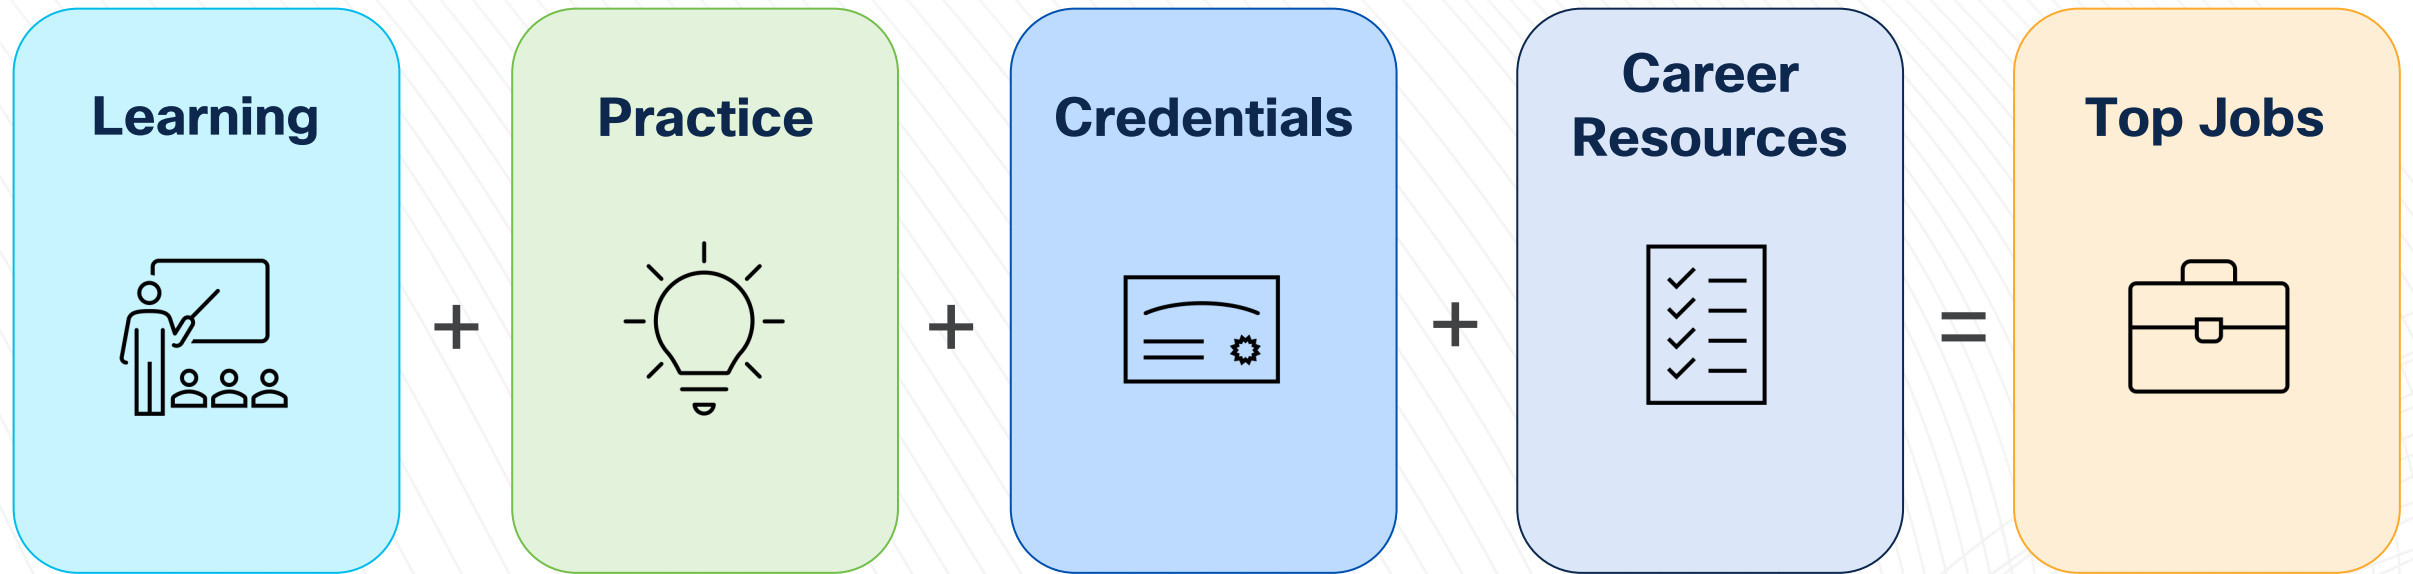 Learning
+
Practice
+
Credentials
+
Career
Resources
=
Top Jobs